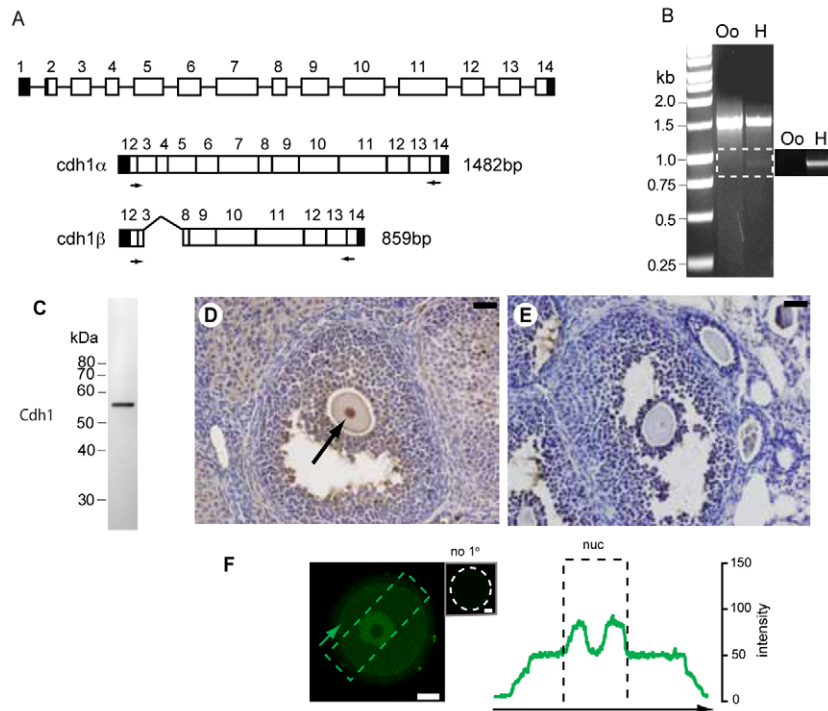 A
1 2 3 4 5 6 7 8 9 10 11 12 13 14
12 3 4 5 6 7 8 9 10 11 12 13 14
cdh1α
1482bp
12 3 8 9 10 11 12 13 14
cdh1β
859bp
B
Oo H
kb
2.0
1.5
1.0
0.75
0.5
0.25
Oo H
C
kDa
80
70
60
Cdh1
50
40
30
D
E
F
no 1º
nuc
150
100
50
0
intensity